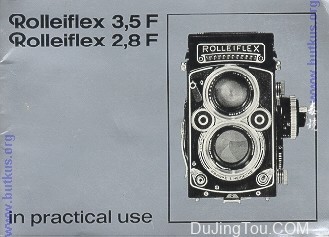 Rolleiflex 3,5 F
Rolleiflex 2,8 F
ROLLEIFLEX
in practical use
www.butkus.org
www.butkus.org
DuJingTou.COM